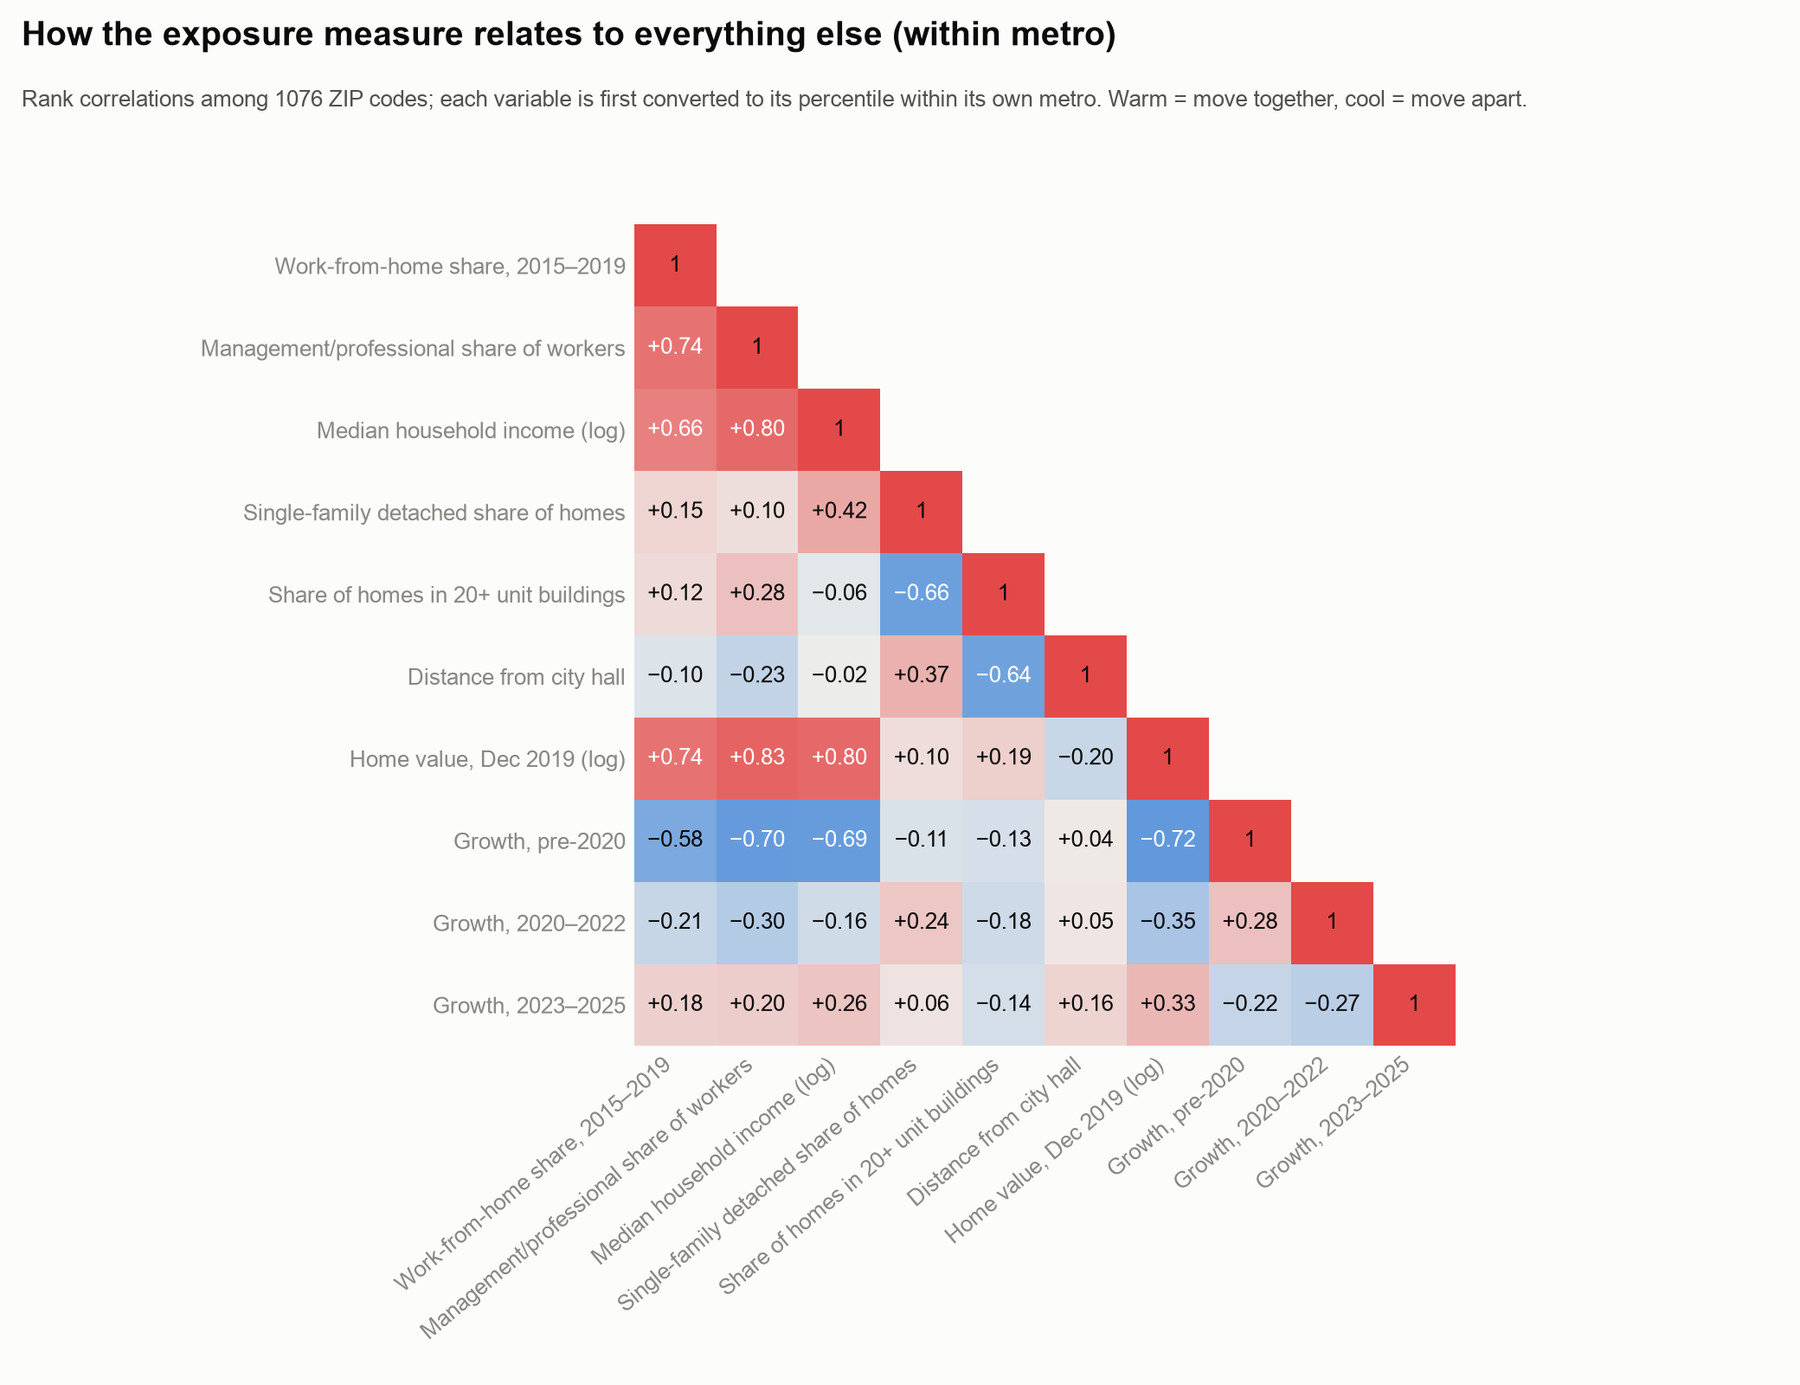 How the exposure measure relates to everything else (within metro)
Rank correlations among 1076 ZIP codes; each variable is first converted to its percentile within its own metro. Warm = move together, cool = move apart.
Work-from-home share, 2015–2019 1
Management/professional share of workers +0.74 1
Median household income (log) +0.66 +0.80 1
Single-family detached share of homes +0.15 +0.10 +0.42 1
Share of homes in 20+ unit buildings +0.12 +0.28 −0.06 −0.66 1
Distance from city hall −0.10 −0.23 −0.02 +0.37 −0.64 1
Home value, Dec 2019 (log) +0.74 +0.83 +0.80 +0.10 +0.19 −0.20 1
Growth, pre-2020 −0.58 −0.70 −0.69 −0.11 −0.13 +0.04 −0.72 1
Growth, 2020–2022 −0.21 −0.30 −0.16 +0.24 −0.18 +0.05 −0.35 +0.28 1
Growth, 2023–2025 +0.18 +0.20 +0.26 +0.06 −0.14 +0.16 +0.33 −0.22 −0.27 1
Work-from-home share, 2015–2019
Management/professional share of workers
Median household income (log)
Single-family detached share of homes
Share of homes in 20+ unit buildings
Distance from city hall
Home value, Dec 2019 (log)
Growth, pre-2020
Growth, 2020–2022
Growth, 2023–2025